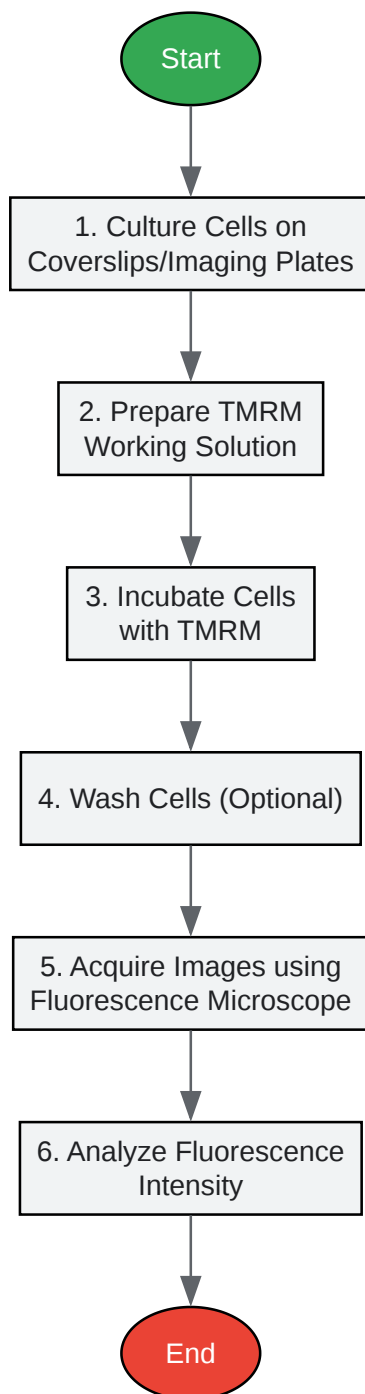 Start
1. Culture Cells on
Coverslips/Imaging Plates
2. Prepare TMRM
Working Solution
3. Incubate Cells
with TMRM
4. Wash Cells (Optional)
5. Acquire Images using
Fluorescence Microscope
6. Analyze Fluorescence
Intensity
End